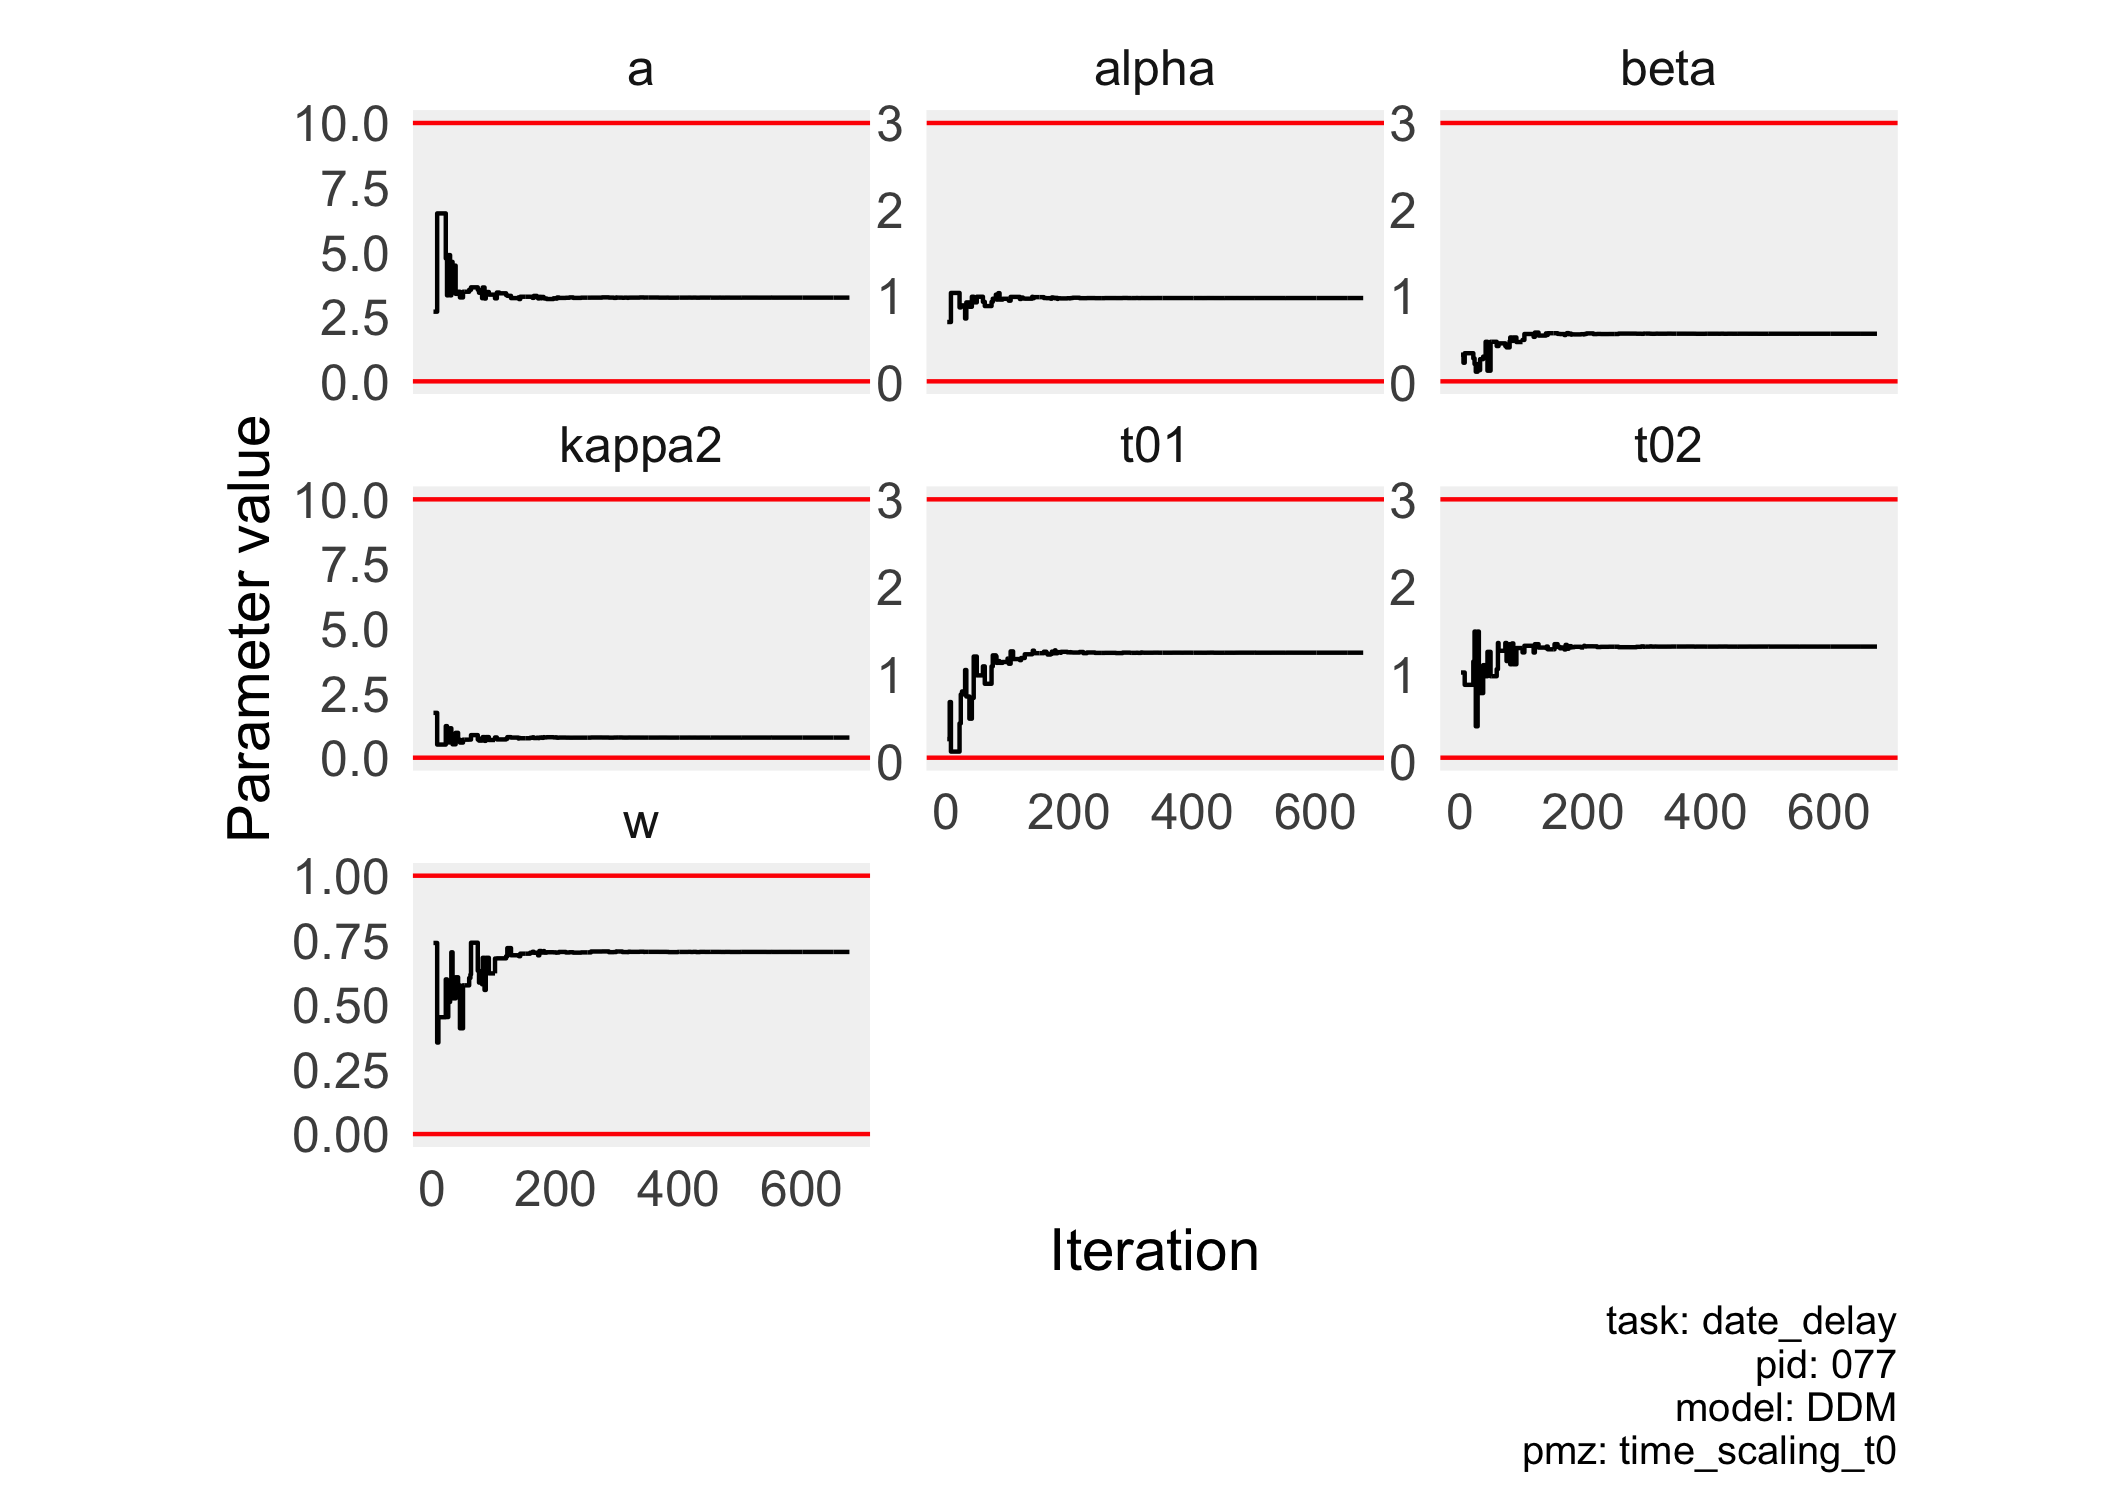 a
alpha
beta
10.0
7.5
5.0
2.5
0.0
3
2
1
0
3
2
1
0
kappa2
t01
t02
10.0
7.5
5.0
2.5
0.0
3
2
1
0
3
2
1
0
0 200 400 600
0 200 400 600
w
1.00
0.75
0.50
0.25
0.00
0 200 400 600
Parameter value
Iteration
task: date_delay
pid: 077
model: DDM
pmz: time_scaling_t0